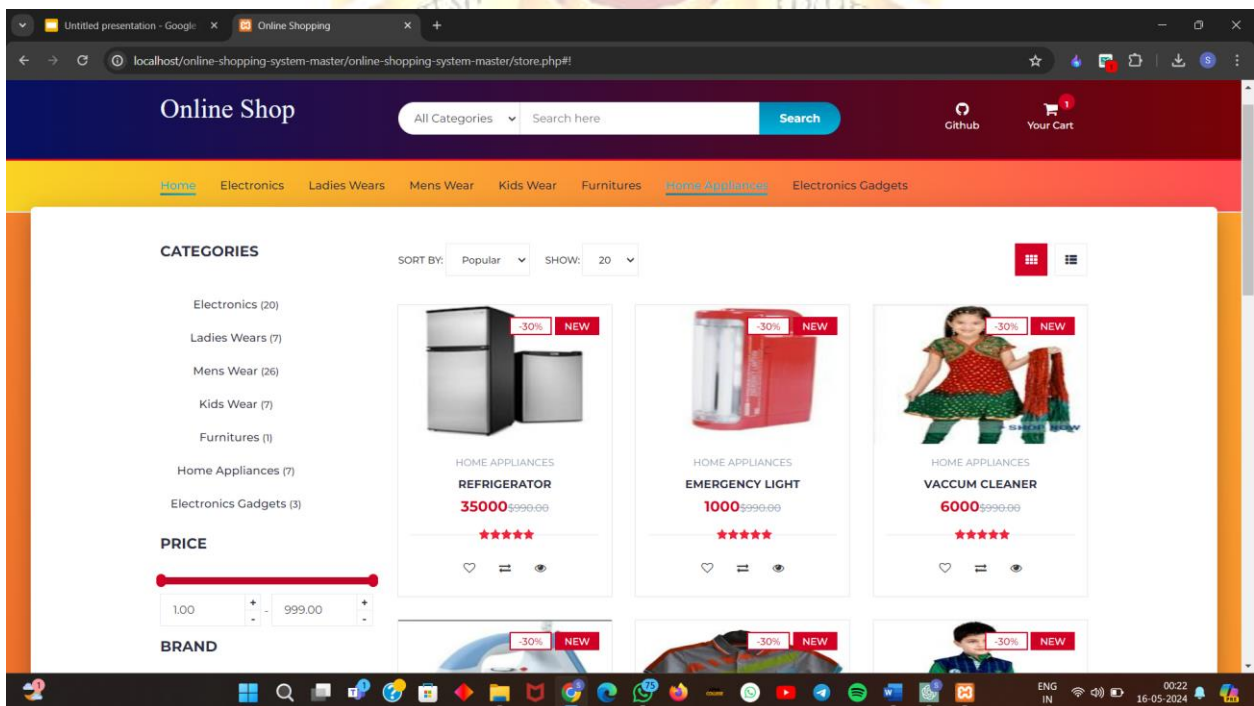 Untitled presentation - Google
Online Shopping
localhost/online-shopping-system-master/online-shopping-system-master/store.php#!
S
Online Shop
All Categories
Search here
Search
Github
1
Your Cart
Home Electronics Ladies Wears Mens Wear Kids Wear Furnitures Home Appliances Electronics Gadgets
CATEGORIES
Electronics (20)
Ladies Wears (7)
Mens Wear (26)
Kids Wear (7)
Furnitures (1)
Home Appliances (7)
Electronics Gadgets (3)
PRICE
1.00 + - - 999.00 + -
BRAND
SORT BY: Popular SHOW: 20
-30% NEW
HOME APPLIANCES
REFRIGERATOR
35000 $990.00
-30% NEW
HOME APPLIANCES
EMERGENCY LIGHT
1000 $990.00
-30% NEW
SHOP NOW
HOME APPLIANCES
VACCUM CLEANER
6000 $990.00
-30% NEW
-30% NEW
-30% NEW
75
ENG
IN
00:22
16-05-2024